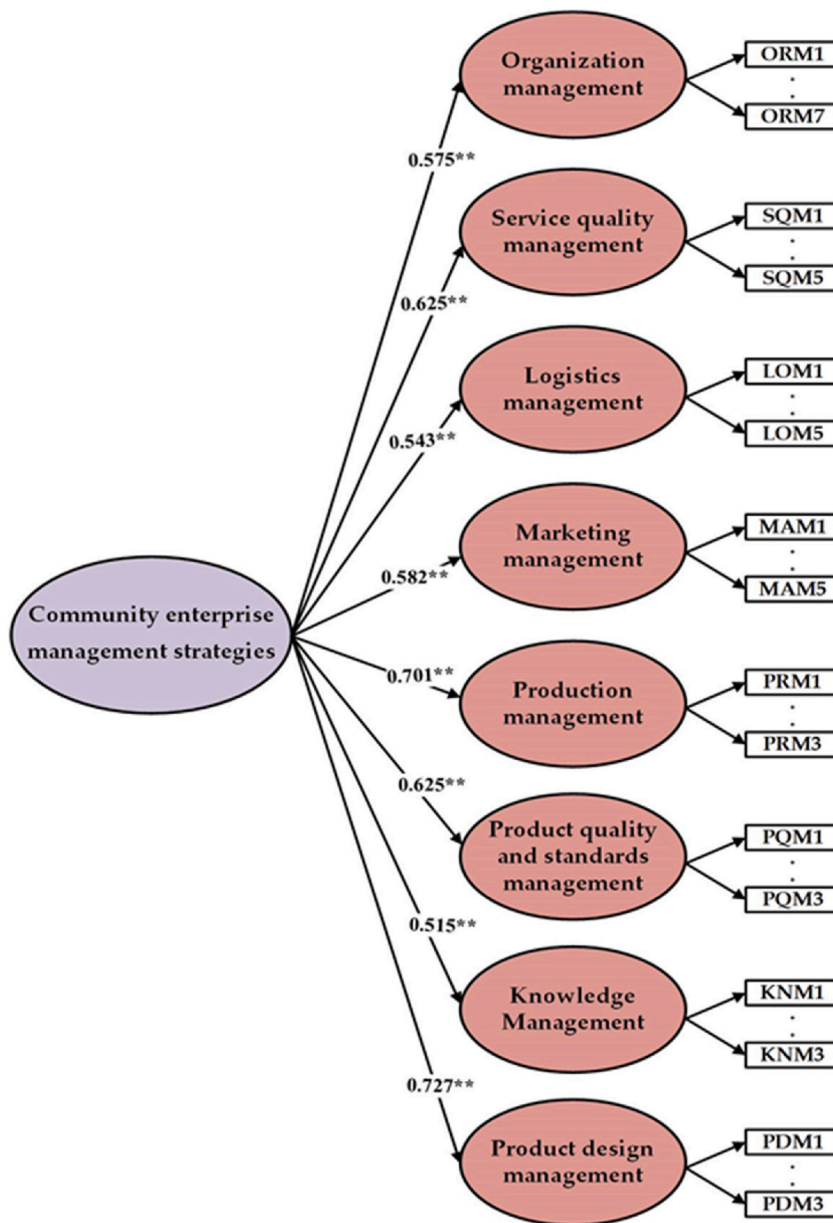 Organization
management
ORM1
ORM7
0.575**
Service quality
management
SQM1
SQM5
0.625**
Logistics
management
LOM1
LOM5
0.543**
Marketing
management
MAM1
MAM5
0.582**
Community enterprise
management strategies
0.701**
Production
management
PRM1
PRM3
0.625**
Product quality
and standards
management
PQM1
PQM3
0.515**
Knowledge
Management
KNM1
KNM3
0.727**
Product design
management
PDM1
PDM3